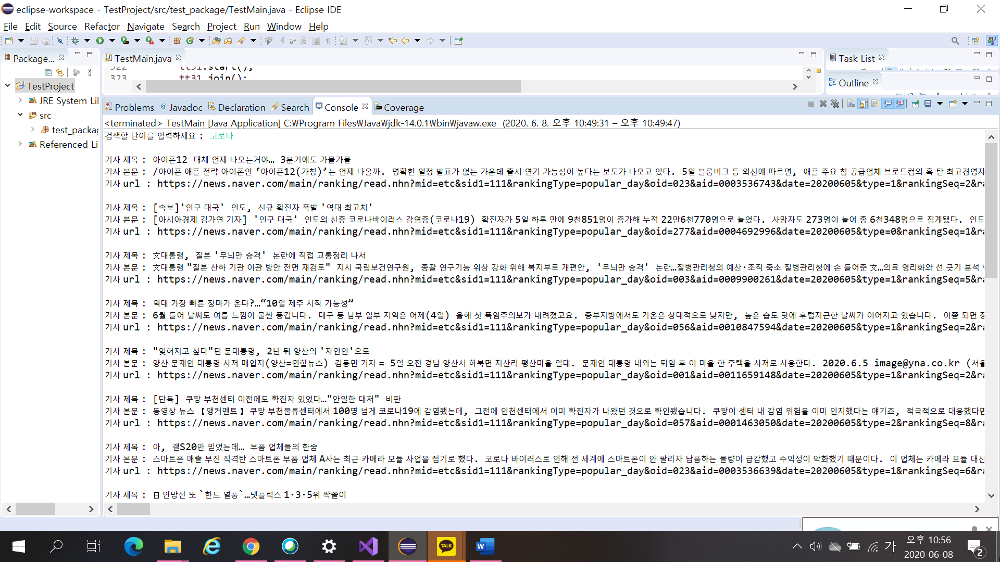 eclipse-workspace - TestProject/src/test_package/TestMain.java - Eclipse IDE
File Edit Source Refactor Navigate Search Project Run Window Help
Package...
TestMain.java
Task List
322 tt31.start();
323 tt31.join();
TestProject
Outline
JRE System Li
src
test_packag
Referenced Li
Problems @ Javadoc Declaration Search Console Coverage
<terminated> TestMain [Java Application] C:₩Program Files₩Java₩jdk-14.0.1₩bin₩javaw.exe (2020. 6. 8. 오후 10:49:31 – 오후 10:49:47)
검색할 단어를 입력하세요 : 코로나
기사 제목 : 아이폰12 대체 언제 나오는거야… 3분기에도 가물가물
기사 본문 : /아이폰 애플 전략 아이폰인 ‘아이폰12(가칭)’는 언제 나올까. 명확한 일정 발표가 없는 가운데 출시 연기 가능성이 높다는 보도가 나오고 있다. 5일 블룸버그 등 외신에 따르면, 애플 주요 칩 공급업체 브로드컴의 혹 탄 최고경영자
기사 url : https://news.naver.com/main/ranking/read.nhn?mid=etc&sid1=111&rankingType=popular_day&oid=023&aid=0003536743&date=20200605&type=1&rankingSeq=2&ra
기사 제목 : [속보]'인구 대국' 인도, 신규 확진자 폭발 '역대 최고치'
기사 본문 : [아시아경제 김가연 기자] '인구 대국' 인도의 신종 코로나바이러스 감염증(코로나19) 확진자가 5일 하루 만에 9천851명이 증가해 누적 22만6천770명으로 늘었다. 사망자도 273명이 늘어 총 6천348명으로 집계됐다. 인도
기사 url : https://news.naver.com/main/ranking/read.nhn?mid=etc&sid1=111&rankingType=popular_day&oid=277&aid=0004692996&date=20200605&type=0&rankingSeq=1&ra
기사 제목 : 文대통령, 질본 '무늬만 승격' 논란에 직접 교통정리 나서
기사 본문 : 文대통령 "질본 산하 기관 이관 방안 전면 재검토" 지시 국립보건연구원, 총괄 연구기능 위상 강화 위해 복지부로 개편안, '무늬만 승격' 논란…질병관리청의 예산·조직 축소 질병관리청에 손 들어준 文…의료 영리화와 선 긋기 분석
기사 url : https://news.naver.com/main/ranking/read.nhn?mid=etc&sid1=111&rankingType=popular_day&oid=003&aid=0009900261&date=20200605&type=1&rankingSeq=5&ra
기사 제목 : 역대 가장 빠른 장마가 온다?…“10일 제주 시작 가능성”
기사 본문 : 6월 들어 날씨도 여름 느낌이 물씬 풍깁니다. 대구 등 남부 일부 지역은 어제(4일) 올해 첫 폭염주의보가 내려졌고요. 중부지방에서도 기온은 상대적으로 낮지만, 높은 습도 탓에 후텁지근한 날씨가 이어지고 있습니다. 이쯤 되면
기사 url : https://news.naver.com/main/ranking/read.nhn?mid=etc&sid1=111&rankingType=popular_day&oid=056&aid=0010847594&date=20200605&type=1&rankingSeq=2&ra
기사 제목 : "잊혀지고 싶다"던 문대통령, 2년 뒤 양산의 '자연인'으로
기사 본문 : 양산 문재인 대통령 사저 매입지(양산=연합뉴스) 김동민 기자 = 5일 오전 경남 양산시 하북면 지산리 평산마을 일대. 문재인 대통령 내외는 퇴임 후 이 마을 한 주택을 사저로 사용한다. 2020.6.5 image@yna.co.kr (서울
기사 url : https://news.naver.com/main/ranking/read.nhn?mid=etc&sid1=111&rankingType=popular_day&oid=001&aid=0011659148&date=20200605&type=1&rankingSeq=2&ra
기사 제목 : [단독] 쿠팡 부천센터 이전에도 확진자 있었다…"안일한 대처" 비판
기사 본문 : 동영상 뉴스 【 앵커멘트 】 쿠팡 부천물류센터에서 100명 넘게 코로나19에 감염됐는데, 그전에 인천센터에서 이미 확진자가 나왔던 것으로 확인됐습니다. 쿠팡이 센터 내 감염 위험을 이미 인지했다는 얘기죠, 적극적으로 대응했다면
기사 url : https://news.naver.com/main/ranking/read.nhn?mid=etc&sid1=111&rankingType=popular_day&oid=057&aid=0001463050&date=20200605&type=2&rankingSeq=8&ra
기사 제목 : 아, 갤S20만 믿었는데… 부품 업체들의 한숨
기사 본문 : 스마트폰 매출 부진 직격탄 스마트폰 부품 업체 A사는 최근 카메라 모듈 사업을 접기로 했다. 코로나 바이러스로 인해 전 세계에 스마트폰이 안 팔리자 납품하는 물량이 급감했고 수익성이 악화했기 때문이다. 이 업체는 카메라 모듈 대신
기사 url : https://news.naver.com/main/ranking/read.nhn?mid=etc&sid1=111&rankingType=popular_day&oid=023&aid=0003536639&date=20200605&type=1&rankingSeq=6&ra
기사 제목 : 日 안방선 또 `한드 열풍`…넷플릭스 1·3·5위 싹쓸이
TALK
W
가
오후 10:56
2020-06-08
2